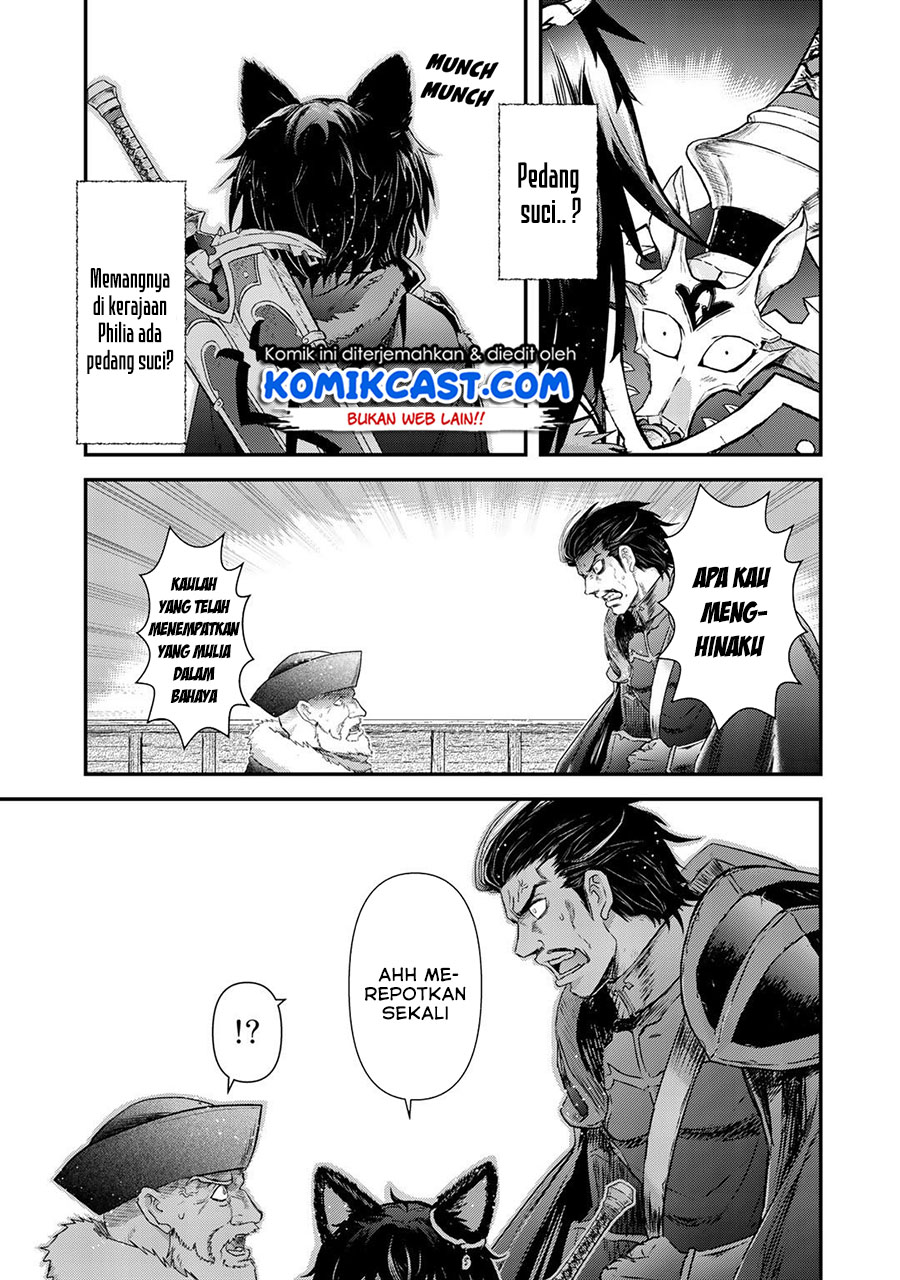 Pedang
suci.. ?
MUNCH
MUNCH
Memangnya
di kerajaan
Philia ada
pedang suci?
Komik ini diterjemahkan & diedit oleh
KOMIKCAST.COM
BUKAN WEB LAIN!!
APA KAU
MENG-
HINAKU
KAULAH
YANG TELAH
MENEMPATKAN
YANG MULIA
DALAM
BAHAYA
AHH ME-
REPOTKAN
SEKALI
!?